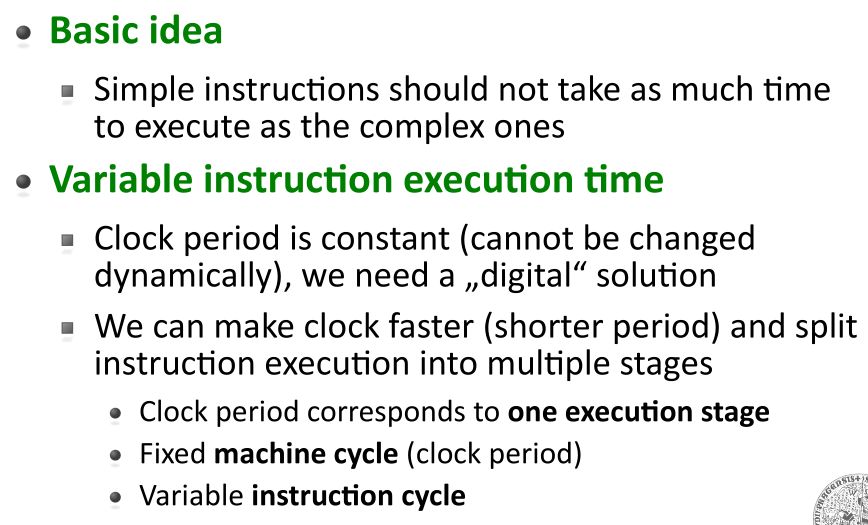 Basic idea
Simple instructions should not take as much time
to execute as the complex ones
Variable instruction execution time
Clock period is constant (cannot be changed
dynamically), we need a „digital“ solution
We can make clock faster (shorter period) and split
instruction execution into multiple stages
Clock period corresponds to one execution stage
Fixed machine cycle (clock period)
Variable instruction cycle